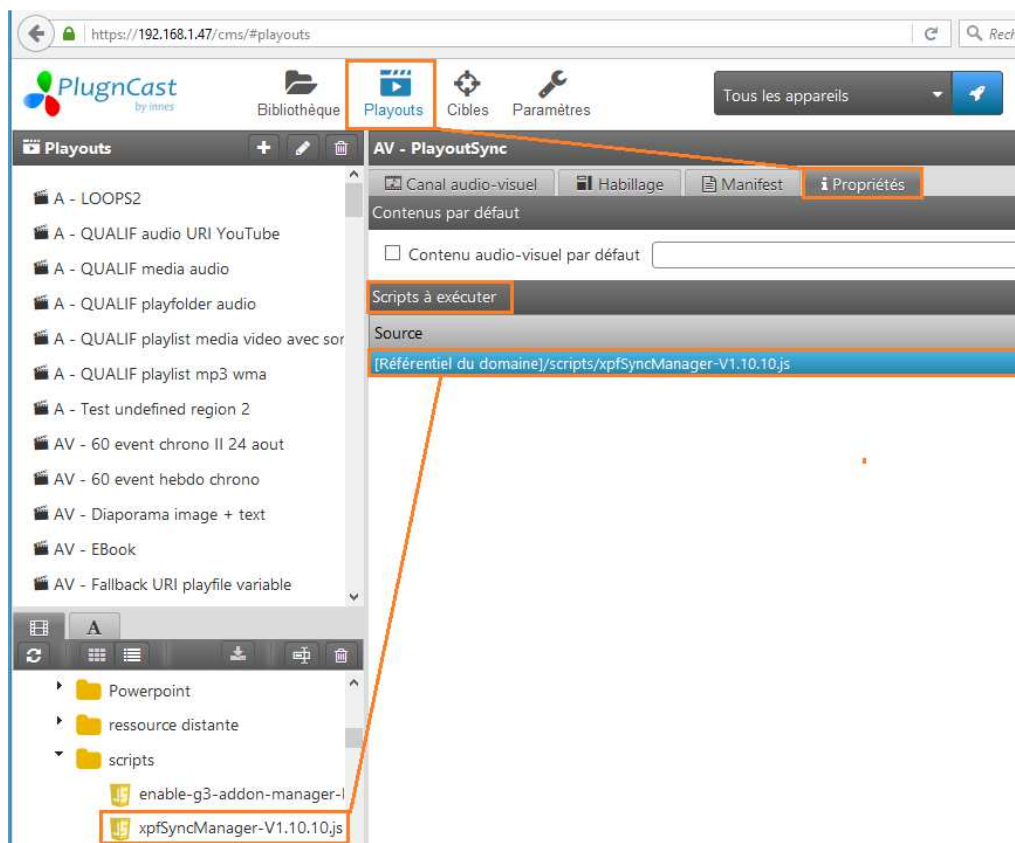 https://192.168.1.47/cms/#playouts
Rech
PlugnCast
by innes
Bibliothèque
Playouts
Cibles
Paramètres
Tous les appareils
Playouts
AV - PlayoutSync
Canal audio-visuel
Habillage
Manifest
Propriétés
Contenus par défaut
Contenu audio-visuel par défaut
Scripts à exécuter
Source
[Référentiel du domaine]/scripts/xpfSyncManager-V1.10.10.js
A - LOOPS2
A - QUALIF audio URI YouTube
A - QUALIF media audio
A - QUALIF playfolder audio
A - QUALIF playlist media video avec sor
A - QUALIF playlist mp3 wma
A - Test undefined region 2
AV - 60 event chrono II 24 aout
AV - 60 event hebdo chrono
AV - Diaporama image + text
AV - EBook
AV - Fallback URI playfile variable
A
Powerpoint
ressource distante
scripts
JS enable-g3-addon-manager-
JS xpfSyncManager-V1.10.10.js